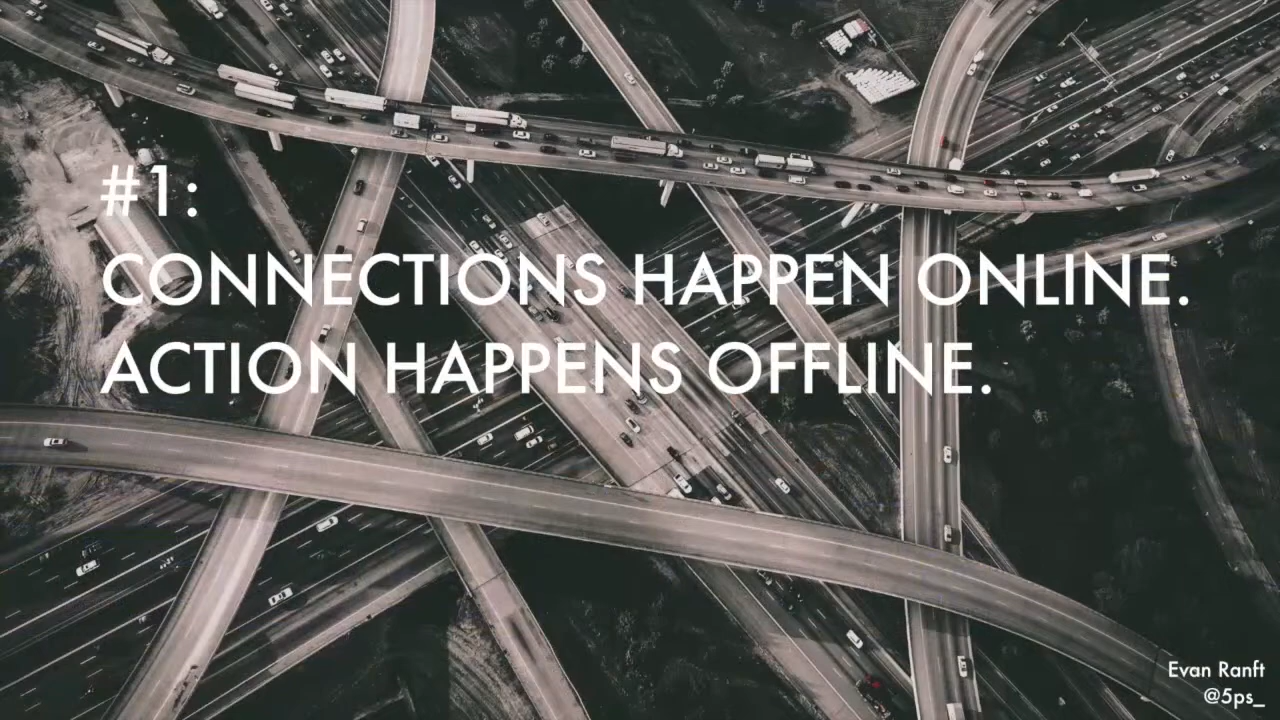 #1:
CONNECTIONS HAPPEN ONLINE.
ACTION HAPPENS OFFLINE.
Evan Ranft
@5ps_